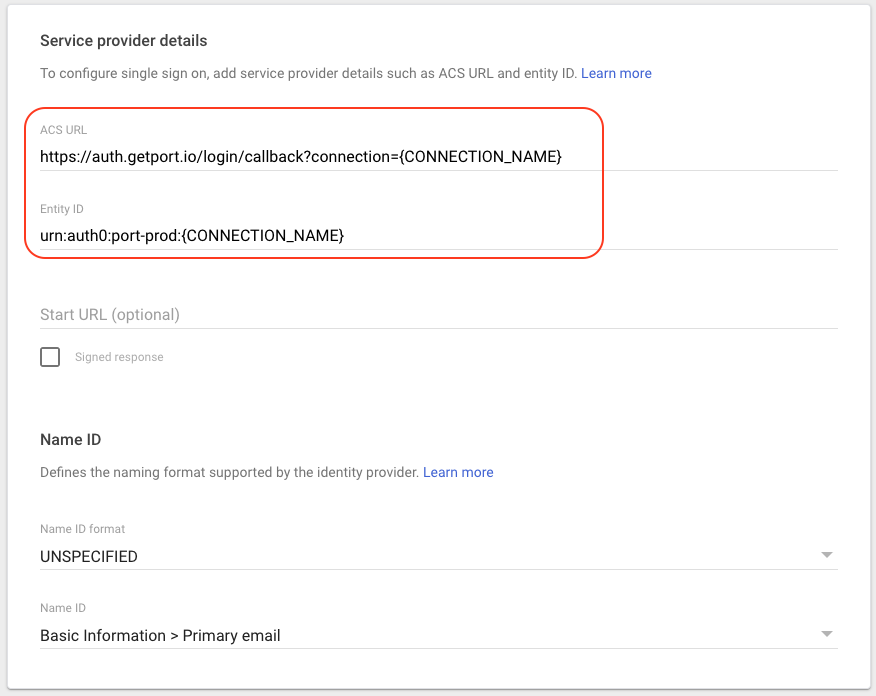 Service provider details
To configure single sign on, add service provider details such as ACS URL and entity ID. Learn more
ACS URL
https://auth.getport.io/login/callback?connection={CONNECTION_NAME}
Entity ID
urn:auth0:port-prod:{CONNECTION_NAME}
Start URL (optional)
Signed response
Name ID
Defines the naming format supported by the identity provider. Learn more
Name ID format
UNSPECIFIED
Name ID
Basic Information > Primary email